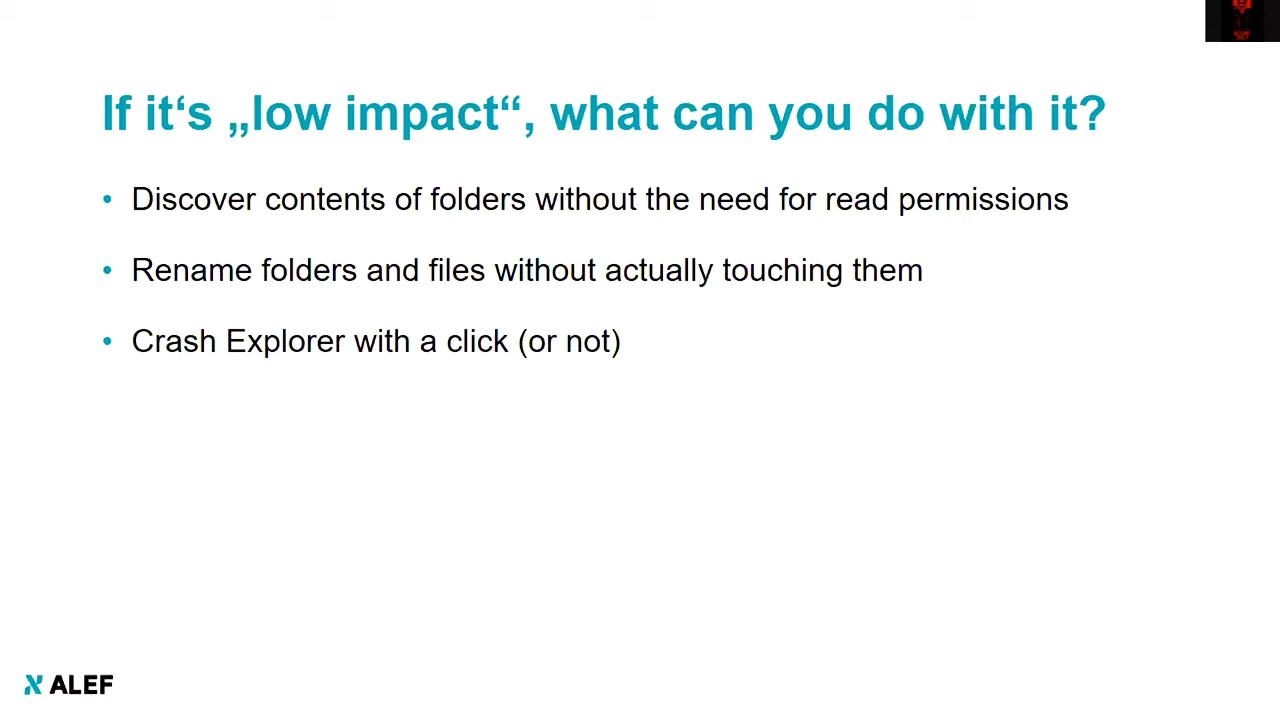 If it‘s „low impact“, what can you do with it?
• Discover contents of folders without the need for read permissions
• Rename folders and files without actually touching them
• Crash Explorer with a click (or not)
ALEF